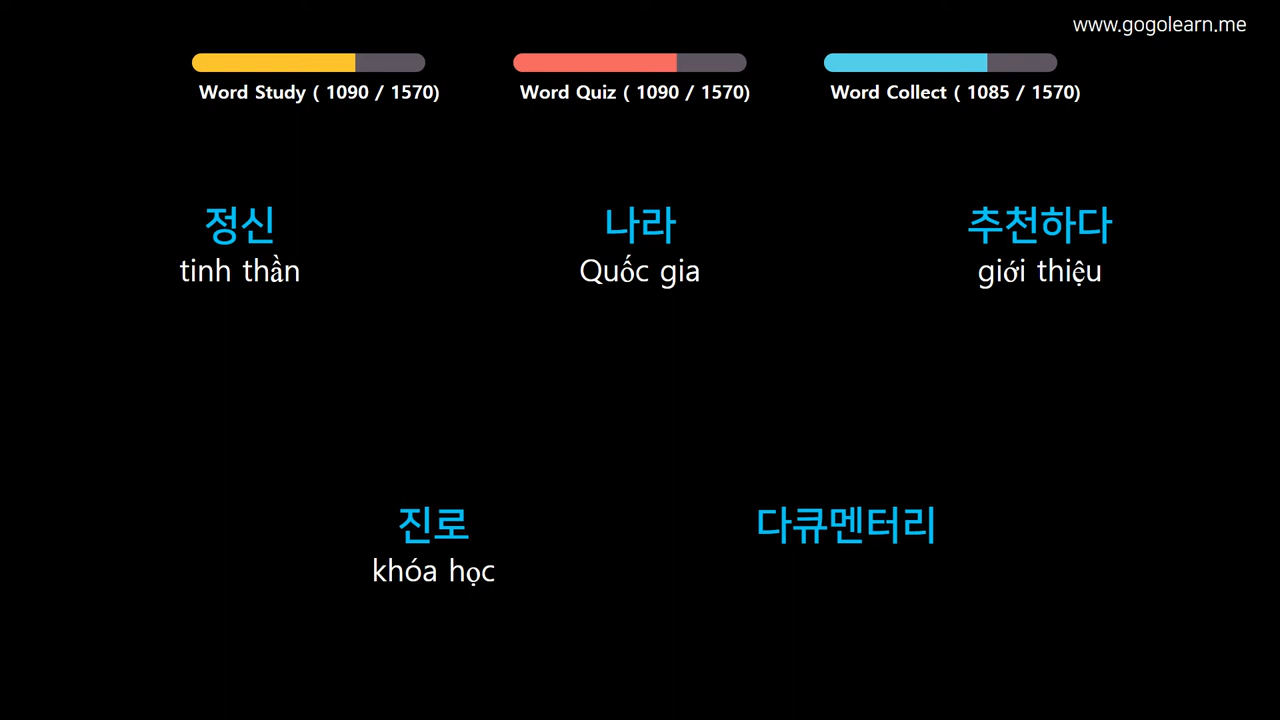 www.gogolearn.me
Word Study ( 1090 / 1570)
Word Quiz ( 1090 / 1570)
Word Collect ( 1085 / 1570)
정신
tinh thần
나라
Quốc gia
추천하다
giới thiệu
진로
khóa học
다큐멘터리